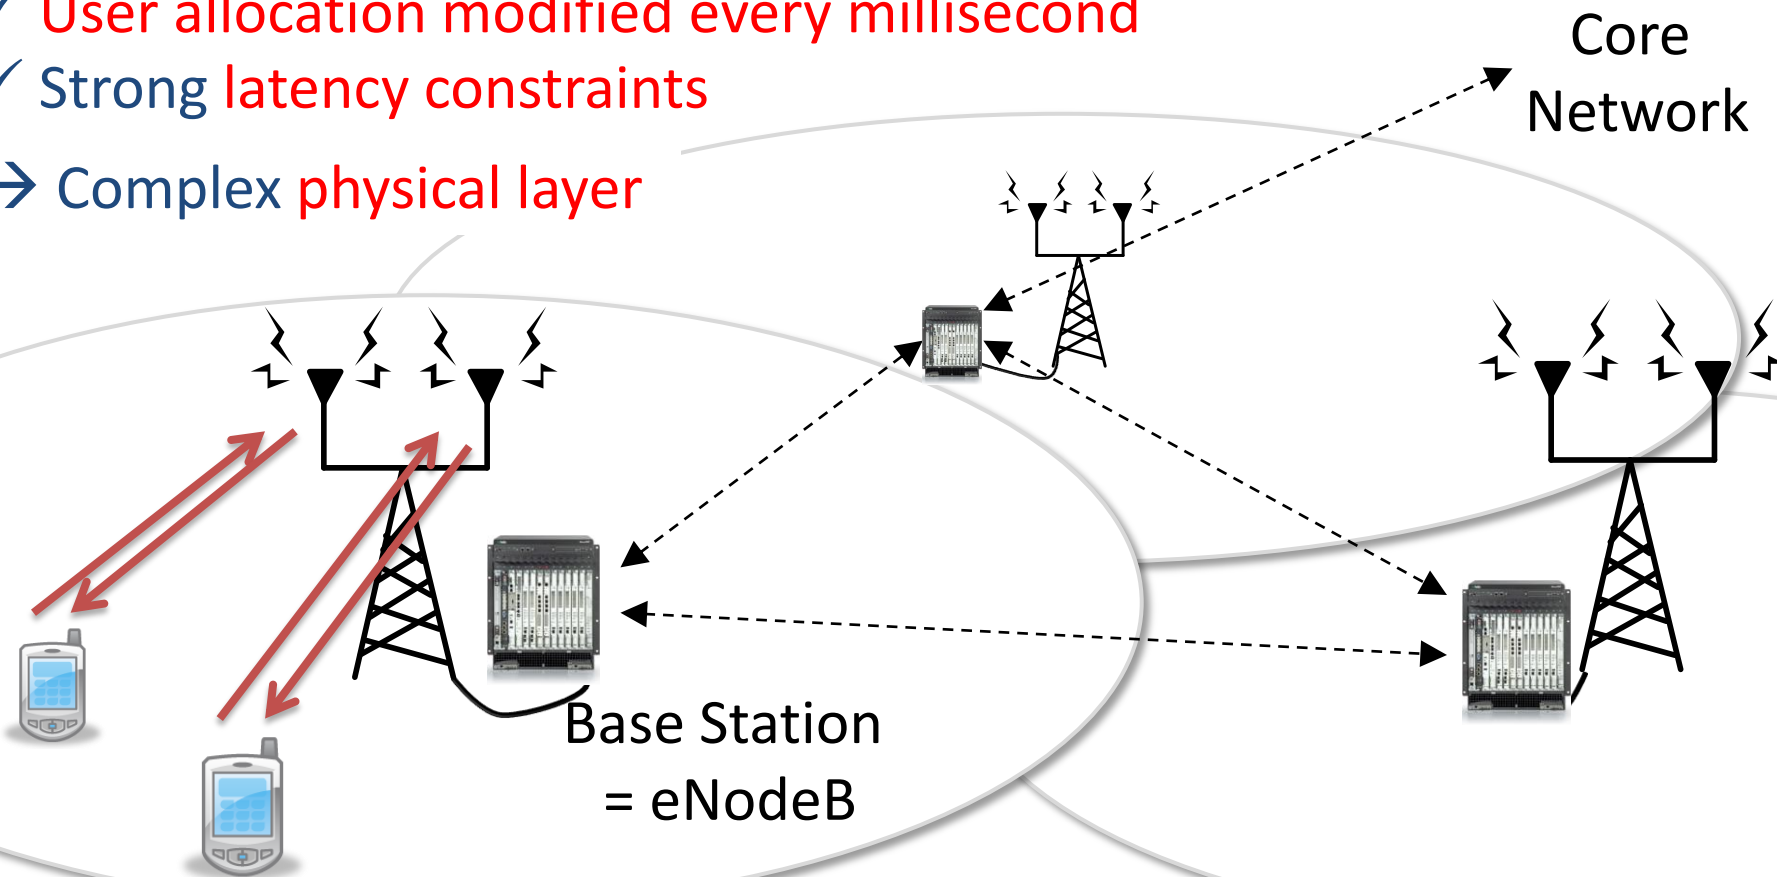 ✓ User allocation modified every millisecond
✓ Strong latency constraints
→ Complex physical layer
Core
Network
Base Station
= eNodeB